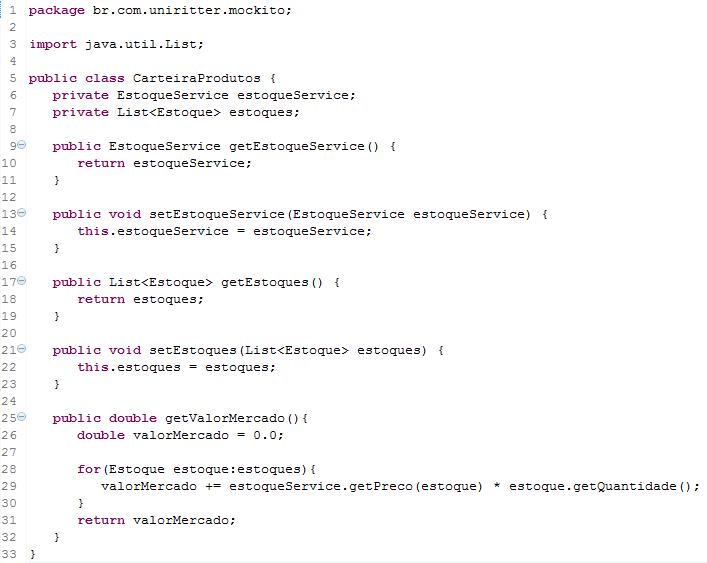 1 package br.com.uniritter.mockito;
2
3 import java.util.List;
4
5 public class CarteiraProdutos {
6    private EstoqueService estoqueService;
7    private List<Estoque> estoques;
8
9    public EstoqueService getEstoqueService() {
10       return estoqueService;
11    }
12
13    public void setEstoqueService(EstoqueService estoqueService) {
14       this.estoqueService = estoqueService;
15    }
16
17    public List<Estoque> getEstoques() {
18       return estoques;
19    }
20
21    public void setEstoques(List<Estoque> estoques) {
22       this.estoques = estoques;
23    }
24
25    public double getValorMercado(){
26       double valorMercado = 0.0;
27
28       for(Estoque estoque:estoques){
29          valorMercado += estoqueService.getPreco(estoque) * estoque.getQuantidade();
30       }
31       return valorMercado;
32    }
33 }